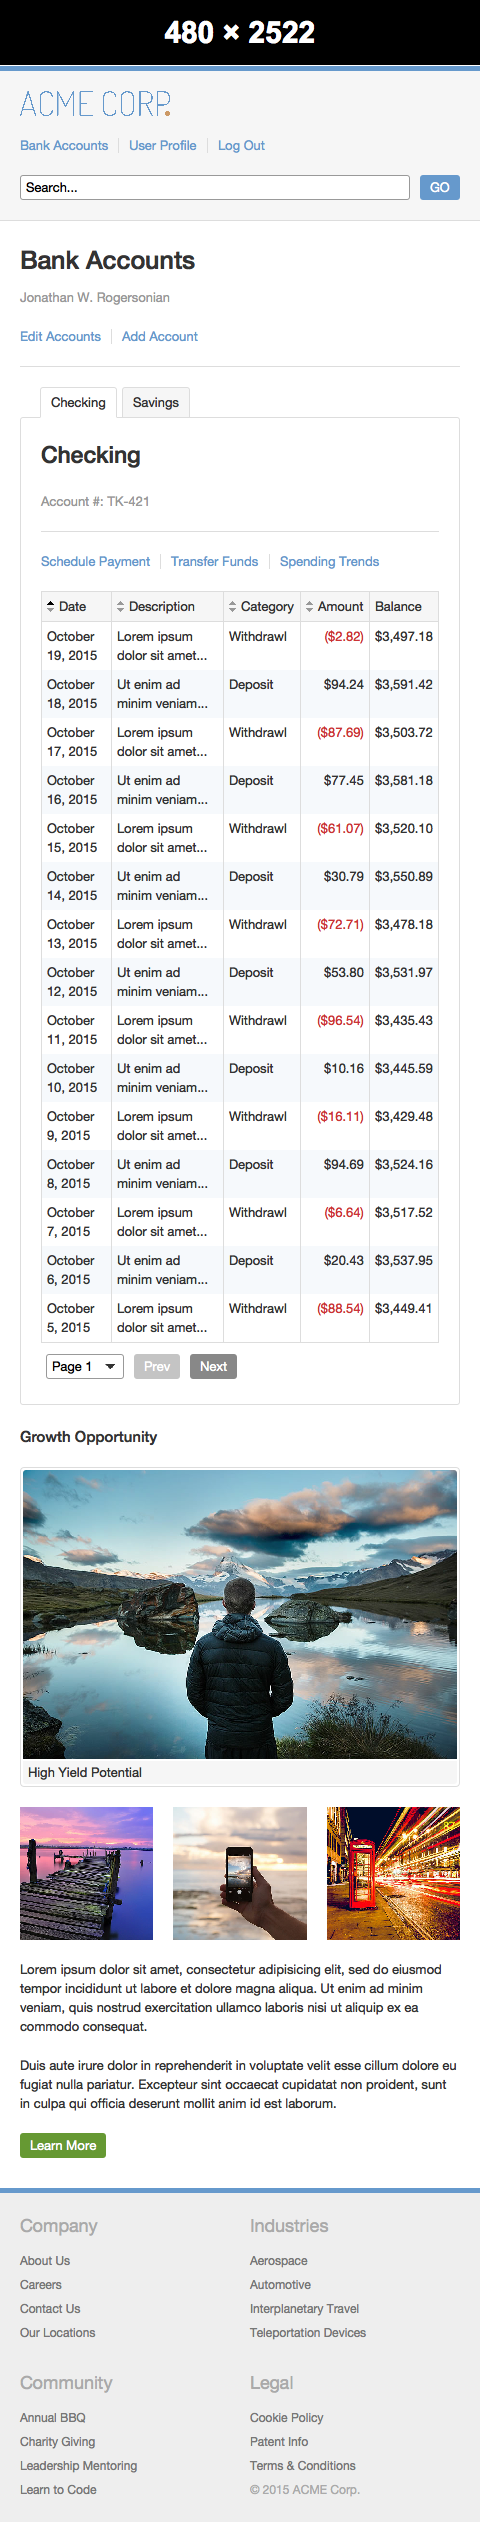 480 × 2522
ACME CORP.
Bank Accounts User Profile Log Out
Search... GO
Bank Accounts
Jonathan W. Rogersonian
Edit Accounts Add Account
Checking Savings
Checking
Account #: TK-421
Schedule Payment Transfer Funds Spending Trends
Date Description Category Amount Balance
October Lorem ipsum Withdrawl ($2.82) $3,497.18
19, 2015 dolor sit amet...
October Ut enim ad Deposit $94.24 $3,591.42
18, 2015 minim veniam...
October Lorem ipsum Withdrawl ($87.69) $3,503.72
17, 2015 dolor sit amet...
October Ut enim ad Deposit $77.45 $3,581.18
16, 2015 minim veniam...
October Lorem ipsum Withdrawl ($61.07) $3,520.10
15, 2015 dolor sit amet...
October Ut enim ad Deposit $30.79 $3,550.89
14, 2015 minim veniam...
October Lorem ipsum Withdrawl ($72.71) $3,478.18
13, 2015 dolor sit amet...
October Ut enim ad Deposit $53.80 $3,531.97
12, 2015 minim veniam...
October Lorem ipsum Withdrawl ($96.54) $3,435.43
11, 2015 dolor sit amet...
October Ut enim ad Deposit $10.16 $3,445.59
10, 2015 minim veniam...
October Lorem ipsum Withdrawl ($16.11) $3,429.48
9, 2015 dolor sit amet...
October Ut enim ad Deposit $94.69 $3,524.16
8, 2015 minim veniam...
October Lorem ipsum Withdrawl ($6.64) $3,517.52
7, 2015 dolor sit amet...
October Ut enim ad Deposit $20.43 $3,537.95
6, 2015 minim veniam...
October Lorem ipsum Withdrawl ($88.54) $3,449.41
5, 2015 dolor sit amet...
Page 1 Prev Next
Growth Opportunity
High Yield Potential
Lorem ipsum dolor sit amet, consectetur adipisicing elit, sed do eiusmod
tempor incididunt ut labore et dolore magna aliqua. Ut enim ad minim
veniam, quis nostrud exercitation ullamco laboris nisi ut aliquip ex ea
commodo consequat.
Duis aute irure dolor in reprehenderit in voluptate velit esse cillum dolore eu
fugiat nulla pariatur. Excepteur sint occaecat cupidatat non proident, sunt
in culpa qui officia deserunt mollit anim id est laborum.
Learn More
Company
About Us
Careers
Contact Us
Our Locations
Industries
Aerospace
Automotive
Interplanetary Travel
Teleportation Devices
Community
Annual BBQ
Charity Giving
Leadership Mentoring
Learn to Code
Legal
Cookie Policy
Patent Info
Terms & Conditions
© 2015 ACME Corp.